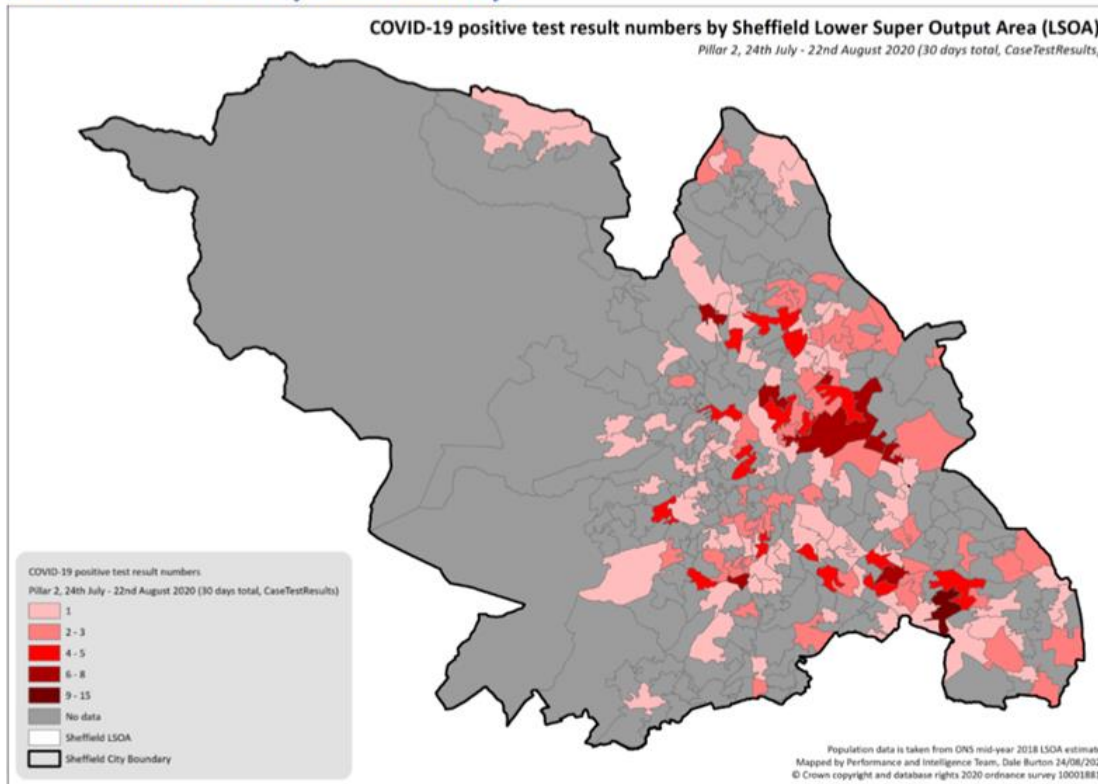 COVID-19 positive test result numbers by Sheffield Lower Super Output Area (LSOA)
Pillar 2, 24th July - 22nd August 2020 (30 days total, CaseTestResults)
COVID-19 positive test result numbers
Pillar 2, 24th July - 22nd August 2020 (30 days total, CaseTestResults)
1
2 - 3
4 - 5
6 - 8
9 - 15
No data
Sheffield LSOA
Sheffield City Boundary
Population data is taken from ONS mid-year 2018 LSOA estimat
Mapped by Performance and Intelligence Team, Dale Burton 24/08/202
© Crown copyright and database rights 2020 ordnance survey 10001881